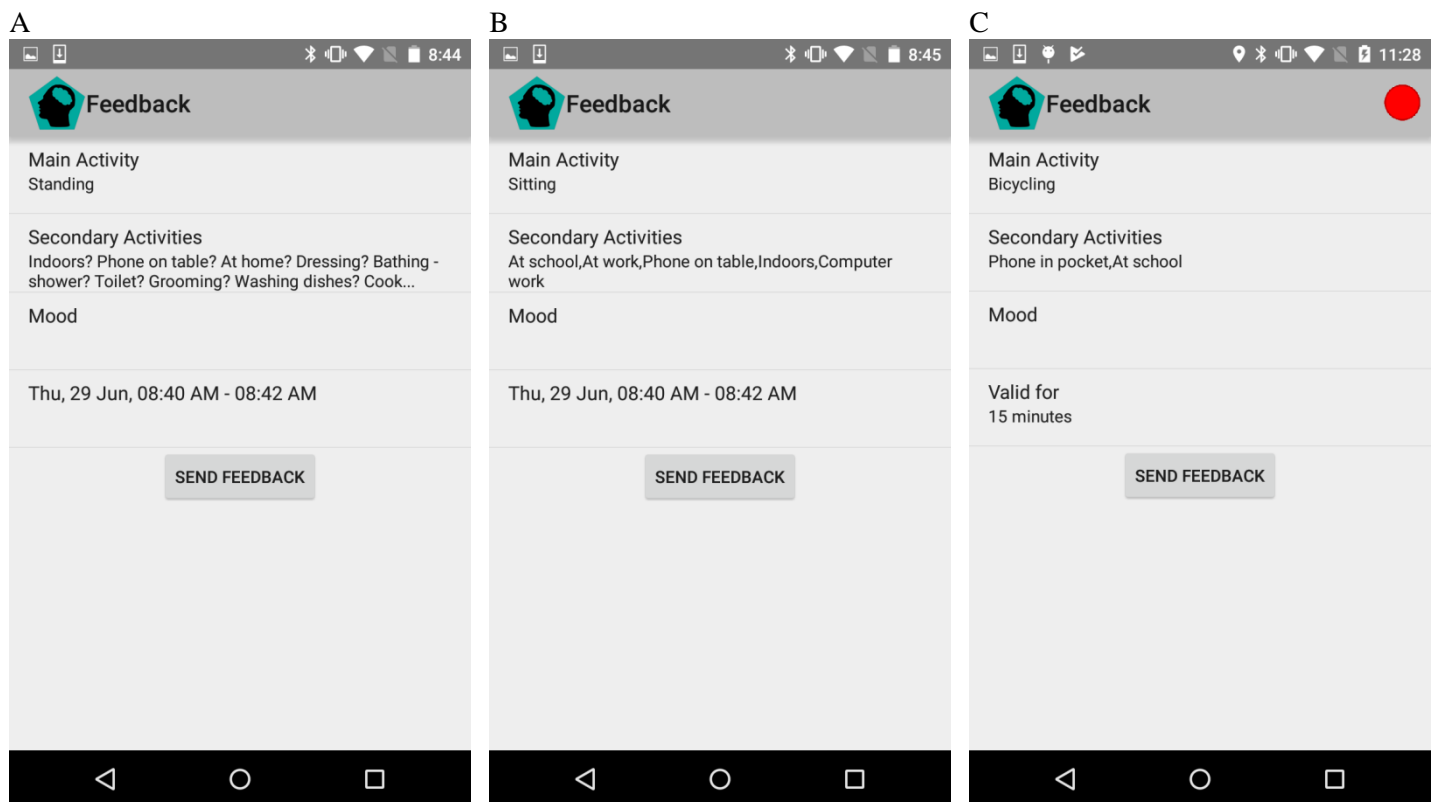 A
8:44
Feedback
Main Activity
Standing
Secondary Activities
Indoors? Phone on table? At home? Dressing? Bathing -
shower? Toilet? Grooming? Washing dishes? Cook...
Mood
Thu, 29 Jun, 08:40 AM - 08:42 AM
SEND FEEDBACK
B
8:45
Feedback
Main Activity
Sitting
Secondary Activities
At school,At work,Phone on table,Indoors,Computer
work
Mood
Thu, 29 Jun, 08:40 AM - 08:42 AM
SEND FEEDBACK
C
11:28
Feedback
Main Activity
Bicycling
Secondary Activities
Phone in pocket,At school
Mood
Valid for
15 minutes
SEND FEEDBACK